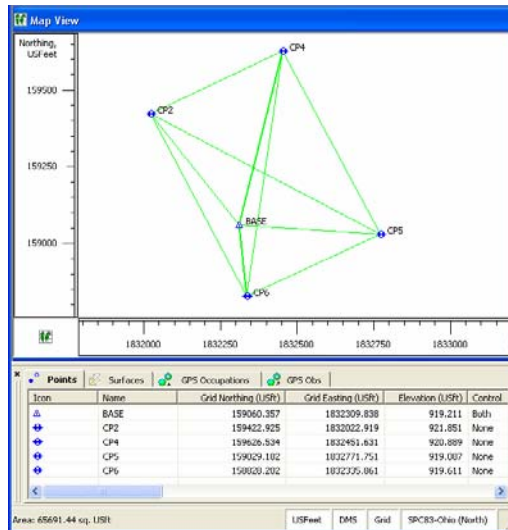 Map View
Northing,
USFeet
CP4
159500
CP2
159250
BASE
159000
CP5
CP6
1832000 1832250 1832500 1832750 1833000
Points Surfaces GPS Occupations GPS Obs
Icon Name Grid Northing (USft) Grid Easting (USft) Elevation (USft) Control
BASE 159060.357 1832309.838 919.211 Both
CP2 159422.925 1832022.919 921.851 None
CP4 159626.534 1832451.631 920.889 None
CP5 159029.102 1832771.751 919.007 None
CP6 158828.202 1832335.061 919.611 None
Area: 65691.44 sq. USft USFeet DMS Grid SPC83-Ohio (North)